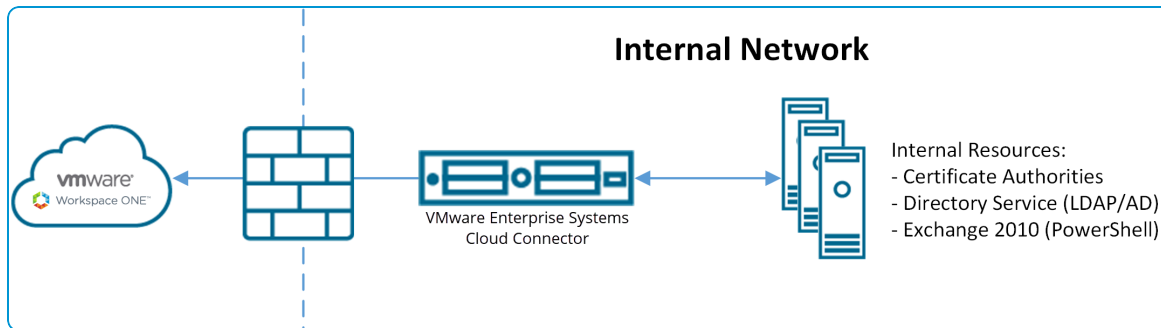 Internal Network
vmware®
Workspace ONE™
VMware Enterprise Systems
Cloud Connector
Internal Resources:
- Certificate Authorities
- Directory Service (LDAP/AD)
- Exchange 2010 (PowerShell)